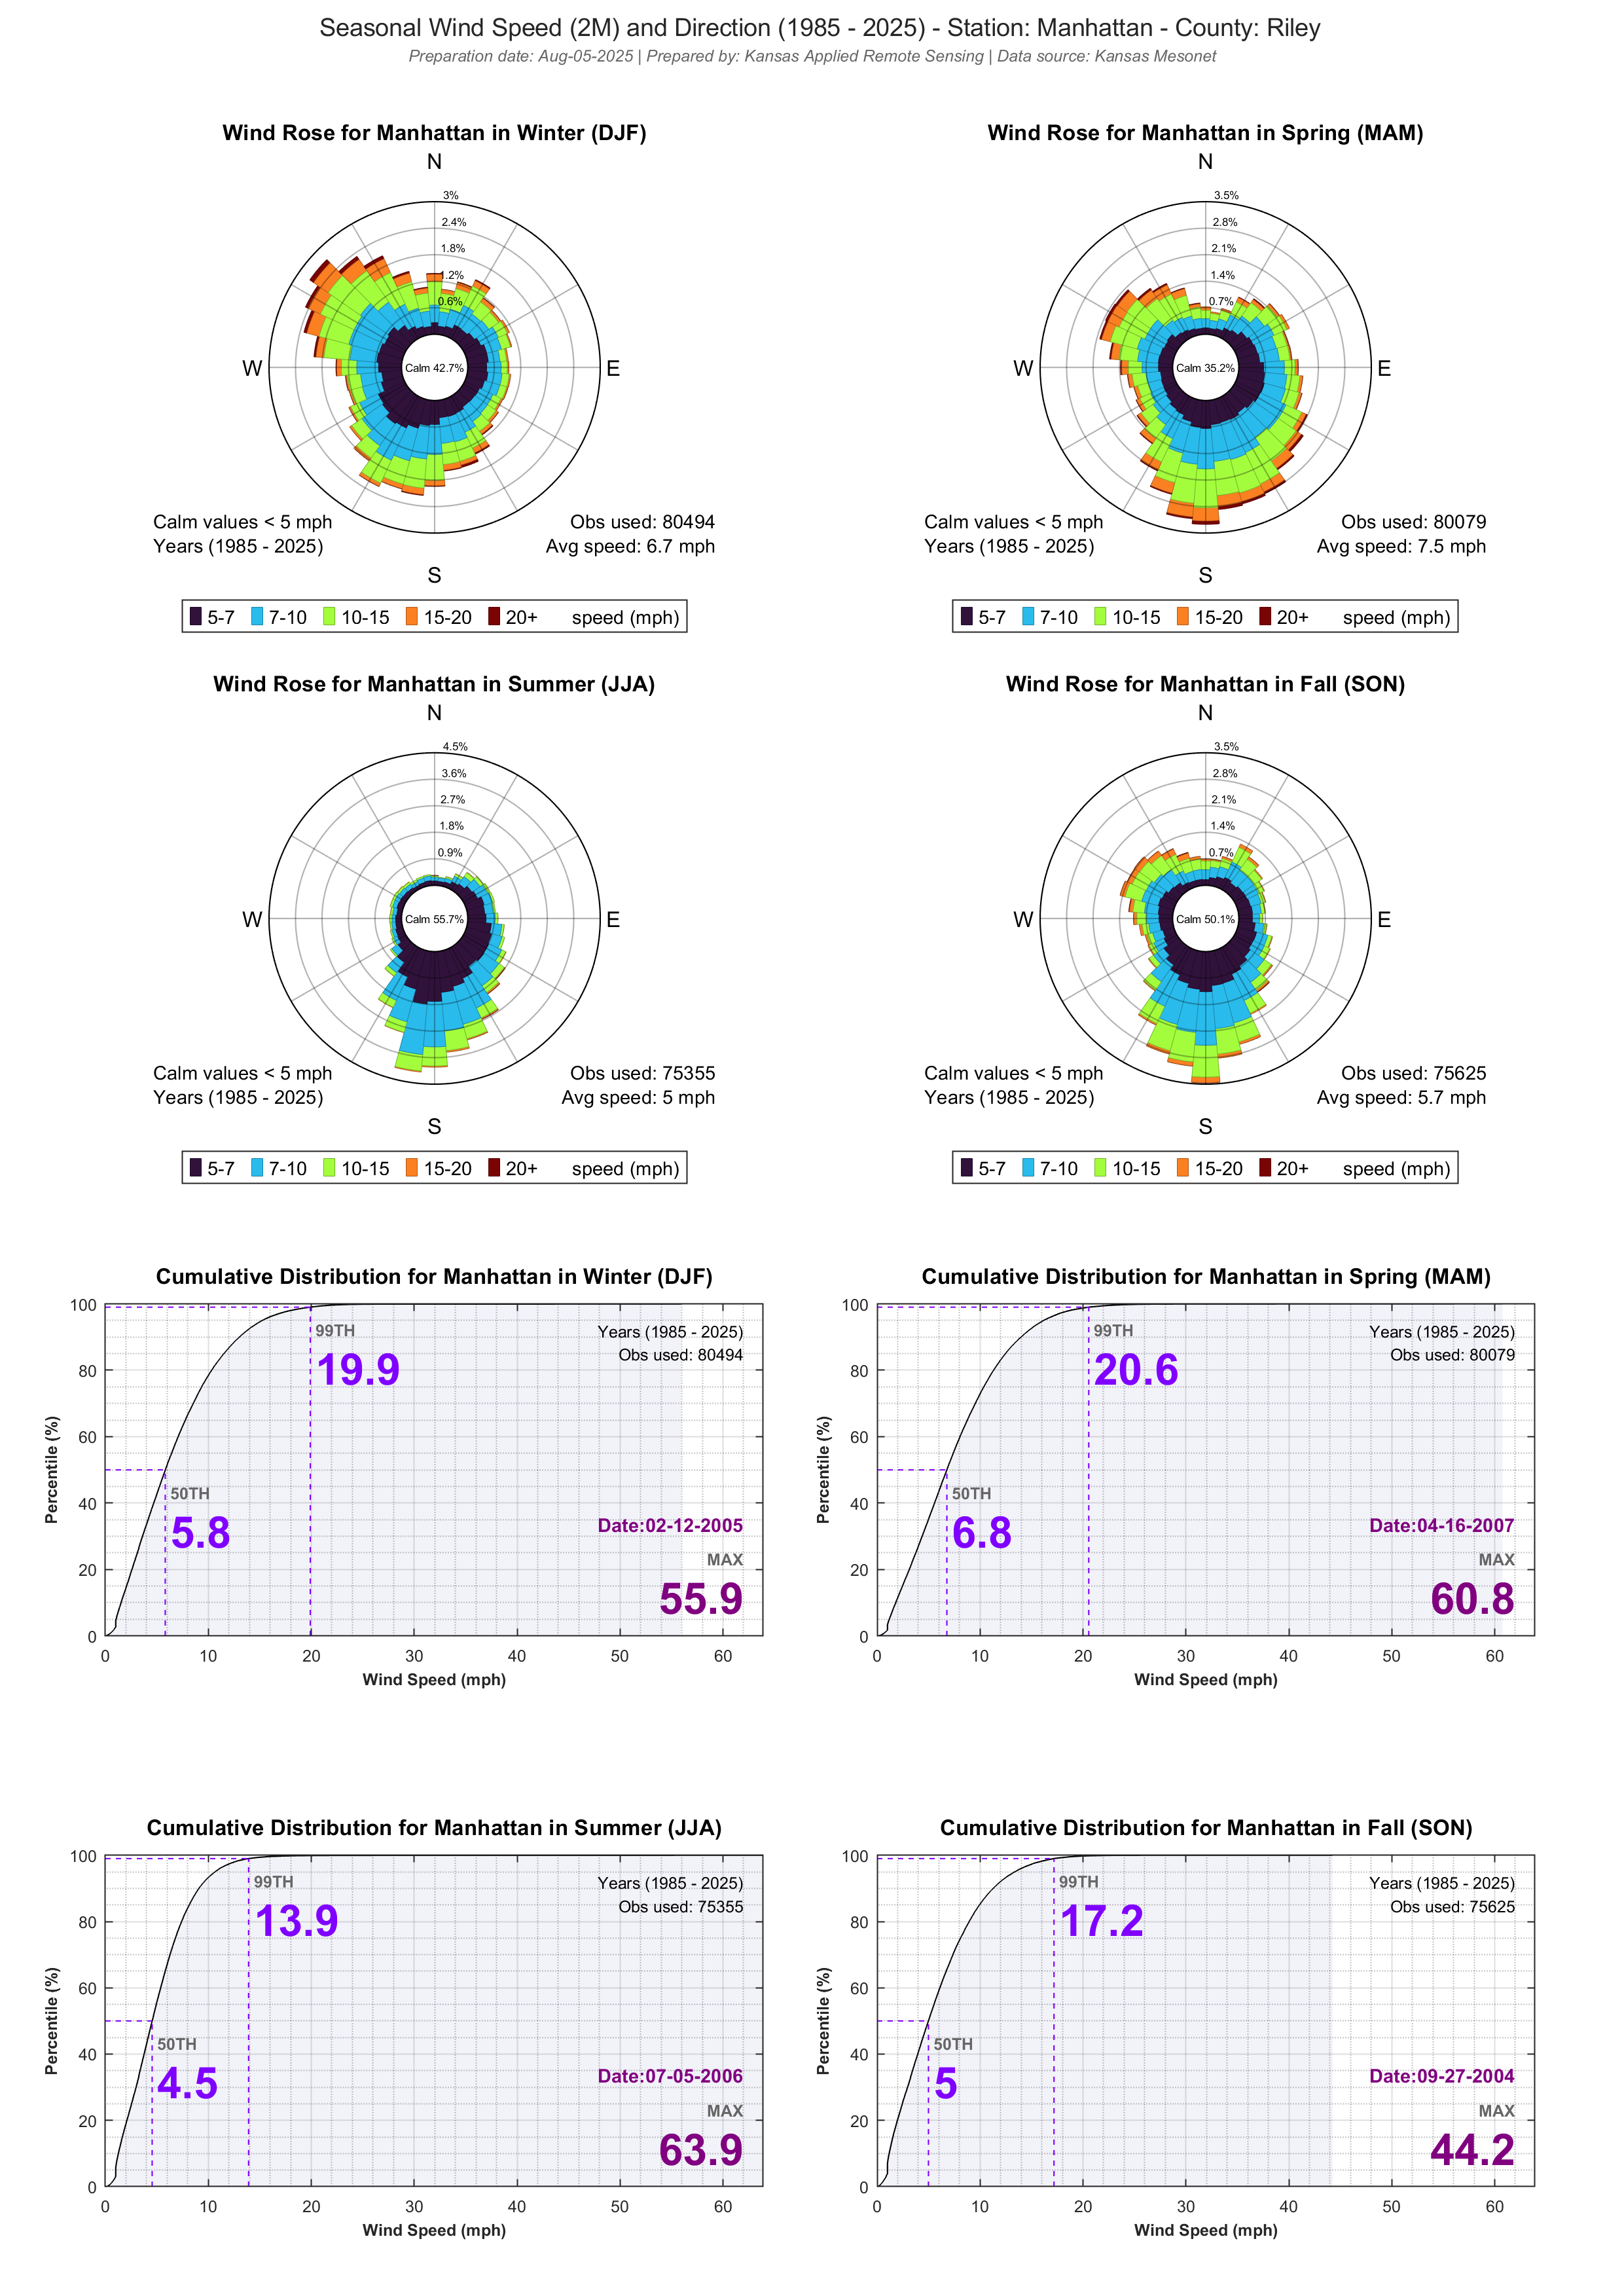 Seasonal Wind Speed (2M) and Direction (1985 - 2025) - Station: Manhattan - County: Riley
Preparation date: Aug-05-2025 | Prepared by: Kansas Applied Remote Sensing | Data source: Kansas Mesonet
Wind Rose for Manhattan in Winter (DJF)
N
3%
2.4%
1.8%
1.2%
0.6%
W
Calm 42.7%
E
Calm values < 5 mph
Years (1985 - 2025)
Obs used: 80494
Avg speed: 6.7 mph
S
5-7 7-10 10-15 15-20 20+ speed (mph)
Wind Rose for Manhattan in Spring (MAM)
N
3.5%
2.8%
2.1%
1.4%
0.7%
W
Calm 35.2%
E
Calm values < 5 mph
Years (1985 - 2025)
Obs used: 80079
Avg speed: 7.5 mph
S
5-7 7-10 10-15 15-20 20+ speed (mph)
Wind Rose for Manhattan in Summer (JJA)
N
4.5%
3.6%
2.7%
1.8%
0.9%
W
Calm 55.7%
E
Calm values < 5 mph
Years (1985 - 2025)
Obs used: 75355
Avg speed: 5 mph
S
5-7 7-10 10-15 15-20 20+ speed (mph)
Wind Rose for Manhattan in Fall (SON)
N
3.5%
2.8%
2.1%
1.4%
0.7%
W
Calm 50.1%
E
Calm values < 5 mph
Years (1985 - 2025)
Obs used: 75625
Avg speed: 5.7 mph
S
5-7 7-10 10-15 15-20 20+ speed (mph)
Cumulative Distribution for Manhattan in Winter (DJF)
100
80
60
40
20
0
Percentile (%)
99TH
19.9
Years (1985 - 2025)
Obs used: 80494
50TH
5.8
Date:02-12-2005
MAX
55.9
0 10 20 30 40 50 60
Wind Speed (mph)
Cumulative Distribution for Manhattan in Spring (MAM)
100
80
60
40
20
0
Percentile (%)
99TH
20.6
Years (1985 - 2025)
Obs used: 80079
50TH
6.8
Date:04-16-2007
MAX
60.8
0 10 20 30 40 50 60
Wind Speed (mph)
Cumulative Distribution for Manhattan in Summer (JJA)
100
80
60
40
20
0
Percentile (%)
99TH
13.9
Years (1985 - 2025)
Obs used: 75355
50TH
4.5
Date:07-05-2006
MAX
63.9
0 10 20 30 40 50 60
Wind Speed (mph)
Cumulative Distribution for Manhattan in Fall (SON)
100
80
60
40
20
0
Percentile (%)
99TH
17.2
Years (1985 - 2025)
Obs used: 75625
50TH
5
Date:09-27-2004
MAX
44.2
0 10 20 30 40 50 60
Wind Speed (mph)